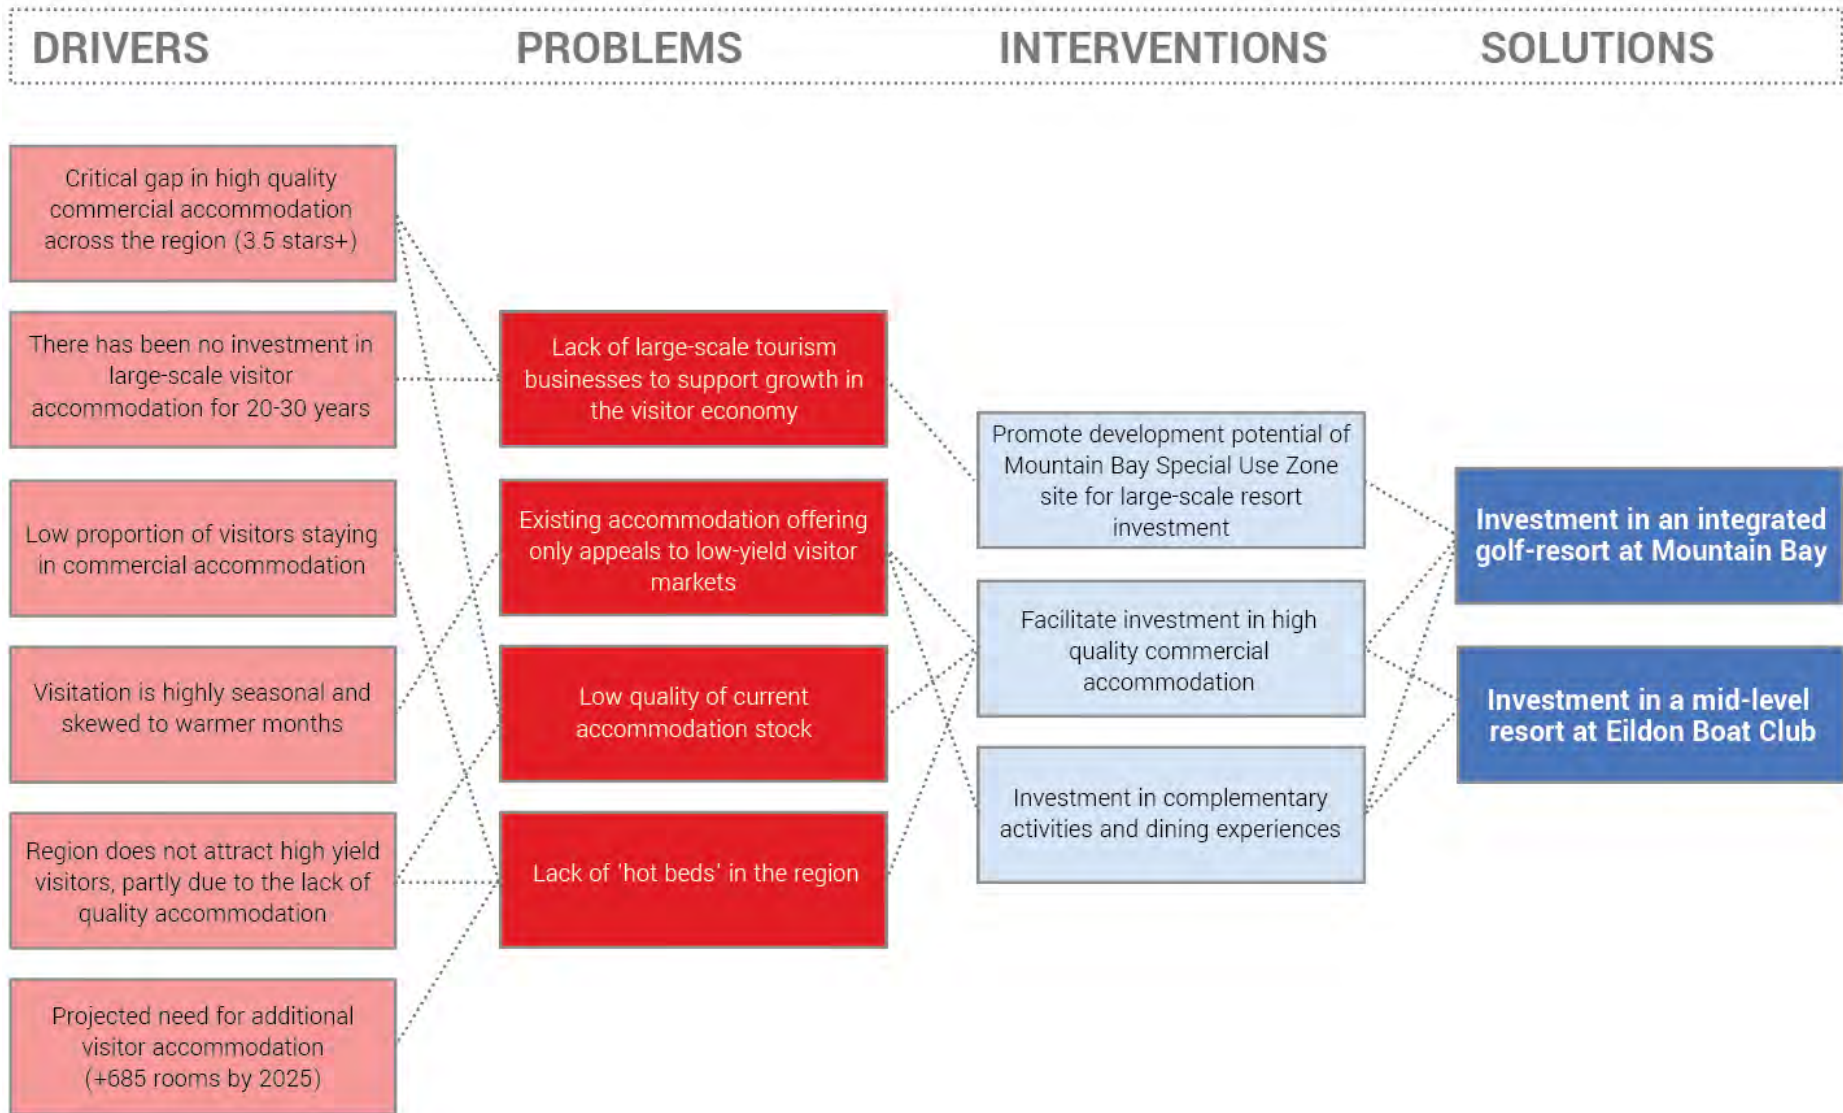 DRIVERS
PROBLEMS
INTERVENTIONS
SOLUTIONS
Critical gap in high quality
commercial accommodation
across the region (3.5 stars+)
There has been no investment in
large-scale visitor
accommodation for 20-30 years
Low proportion of visitors staying
in commercial accommodation
Visitation is highly seasonal and
skewed to warmer months
Region does not attract high yield
visitors, partly due to the lack of
quality accommodation
Projected need for additional
visitor accommodation
(+685 rooms by 2025)
Lack of large-scale tourism
businesses to support growth in
the visitor economy
Existing accommodation offering
only appeals to low-yield visitor
markets
Low quality of current
accommodation stock
Lack of 'hot beds' in the region
Promote development potential of
Mountain Bay Special Use Zone
site for large-scale resort
investment
Facilitate investment in high
quality commercial
accommodation
Investment in complementary
activities and dining experiences
Investment in an integrated
golf-resort at Mountain Bay
Investment in a mid-level
resort at Eildon Boat Club